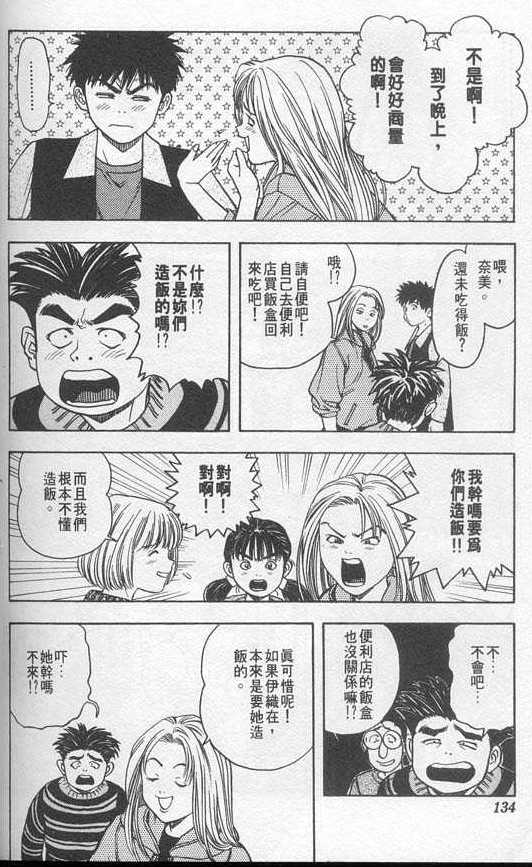 不是啊！
到了晚上，
會好好商量
的啊！
………
喂，
奈美。
還未吃得飯？
哦!?
請自便吧！
自己去便利
店買飯盒回
來吃吧！
什麼!?
不是妳們
造飯的嗎!?
我幹嗎要爲
你們造飯!!
對啊！
對啊！
而且我們
根本不懂
造飯。
不…
不會吧…
便利店的飯盒
也沒關係嘛!?
眞可惜呢！
如果伊織在，
本來是要她造
飯的。
吓…
她幹嗎
不來!?
134